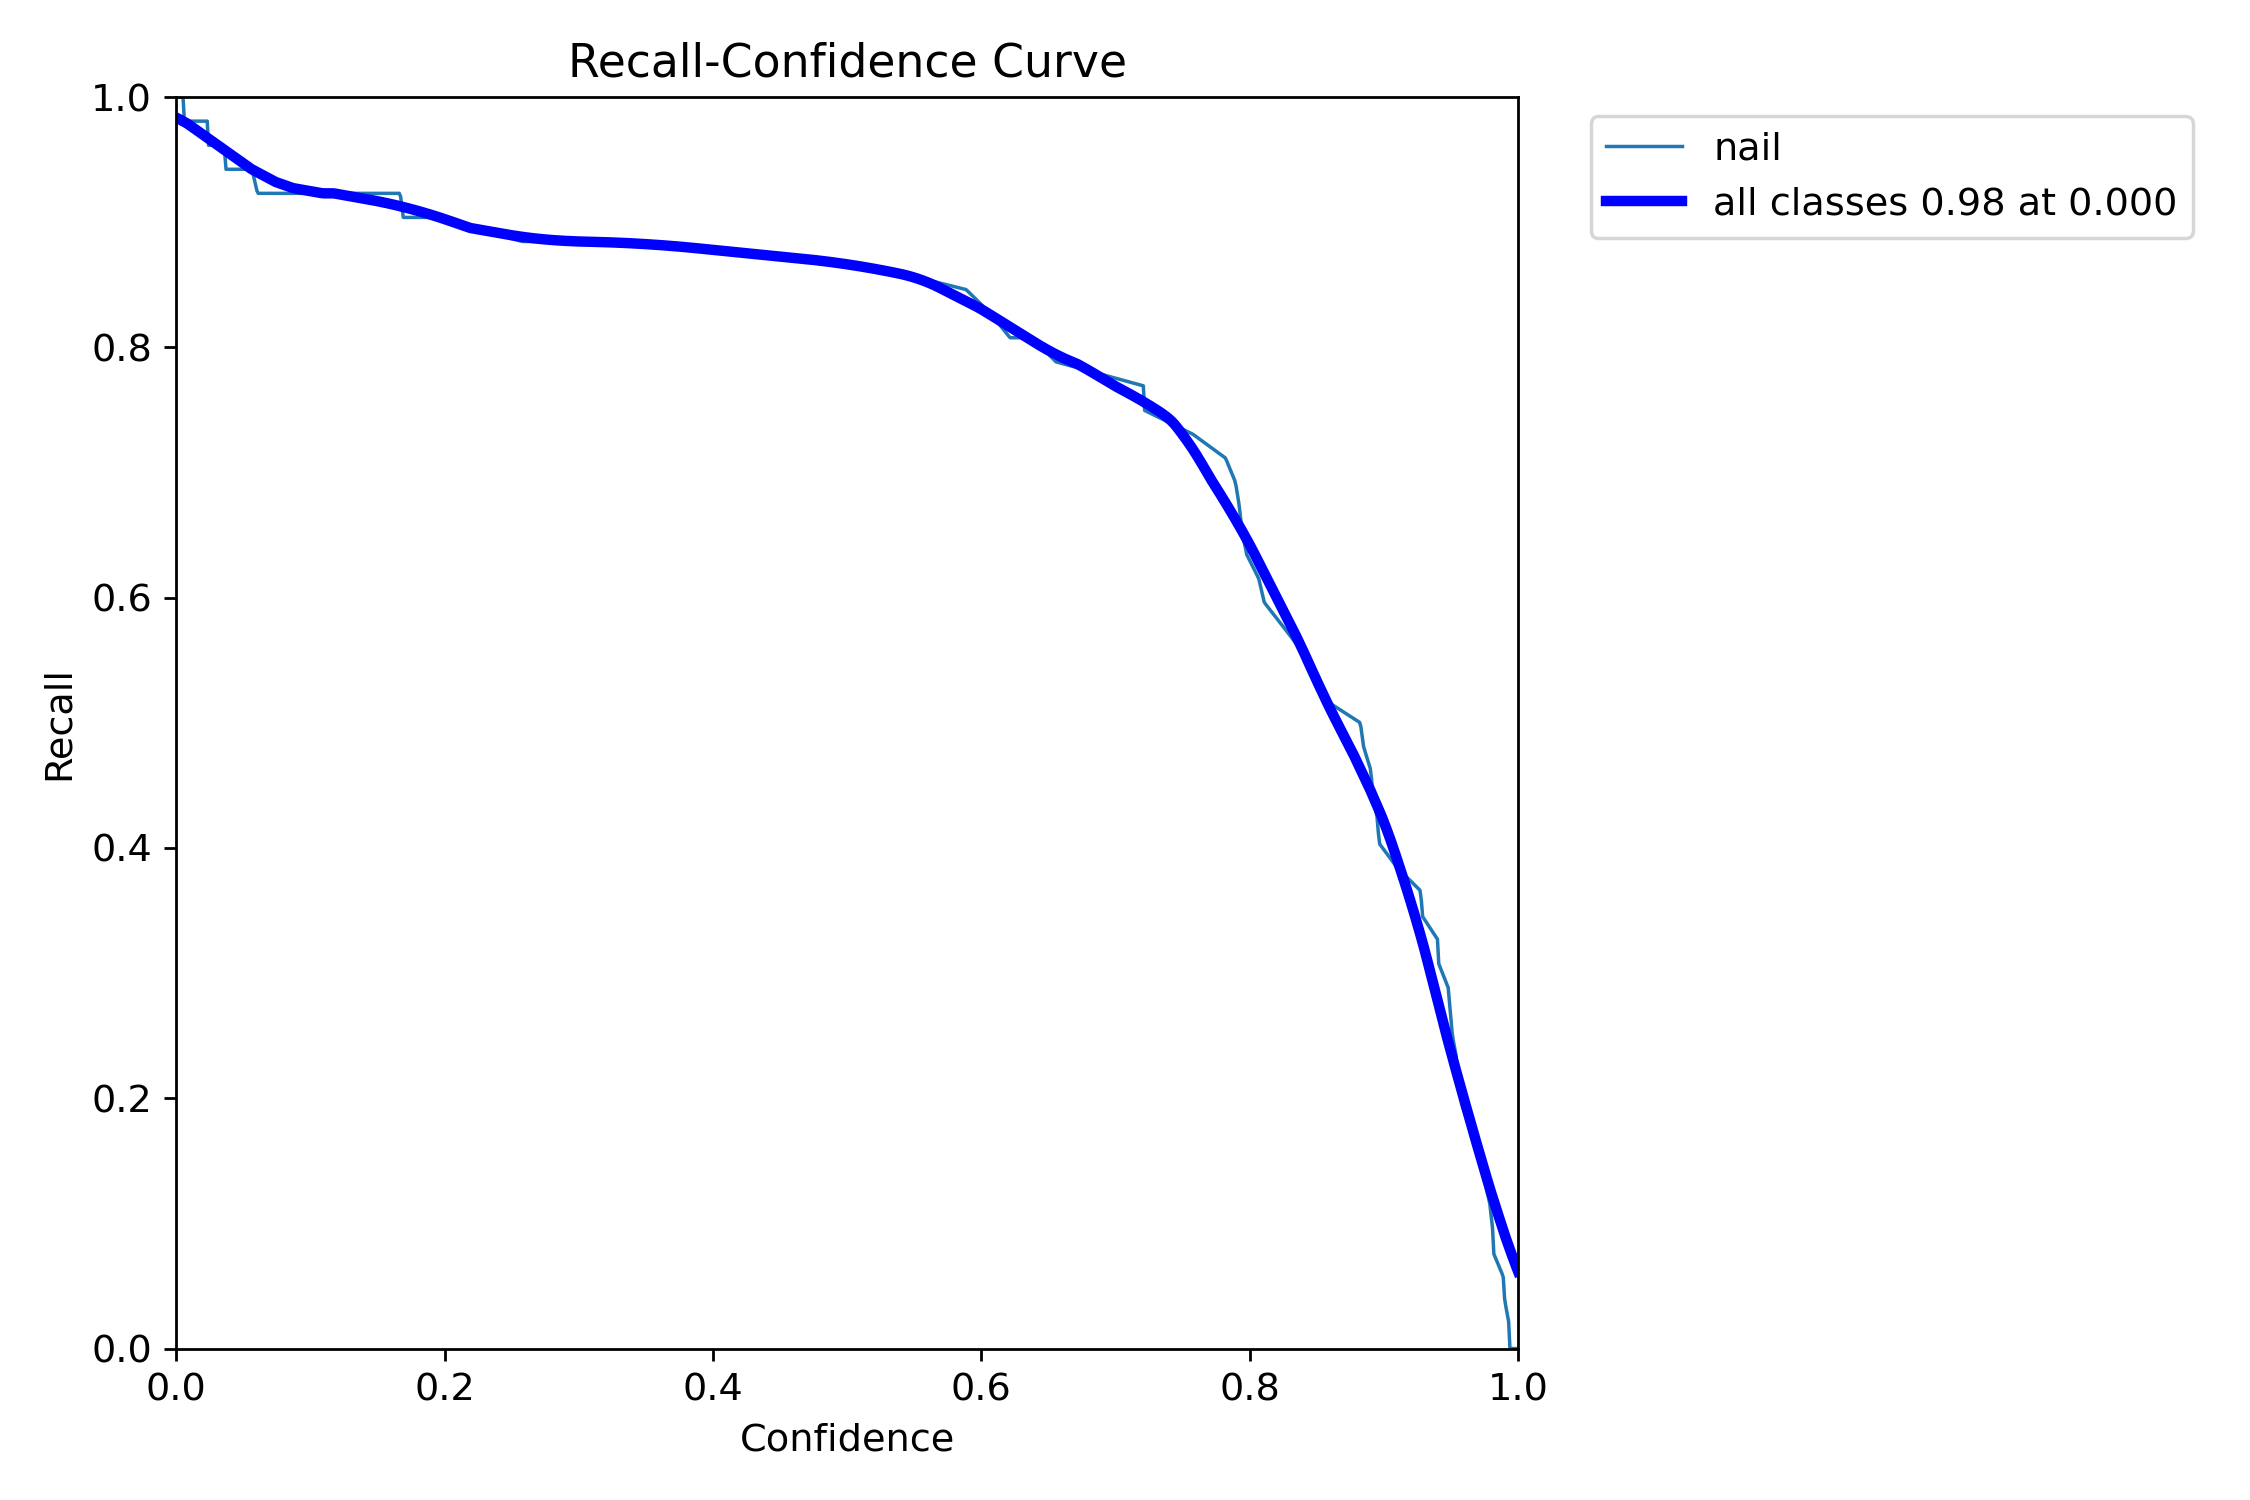 Recall-Confidence Curve
1.0
0.8
0.6
0.4
0.2
0.0
Recall
0.0 0.2 0.4 0.6 0.8 1.0
Confidence
nail
all classes 0.98 at 0.000